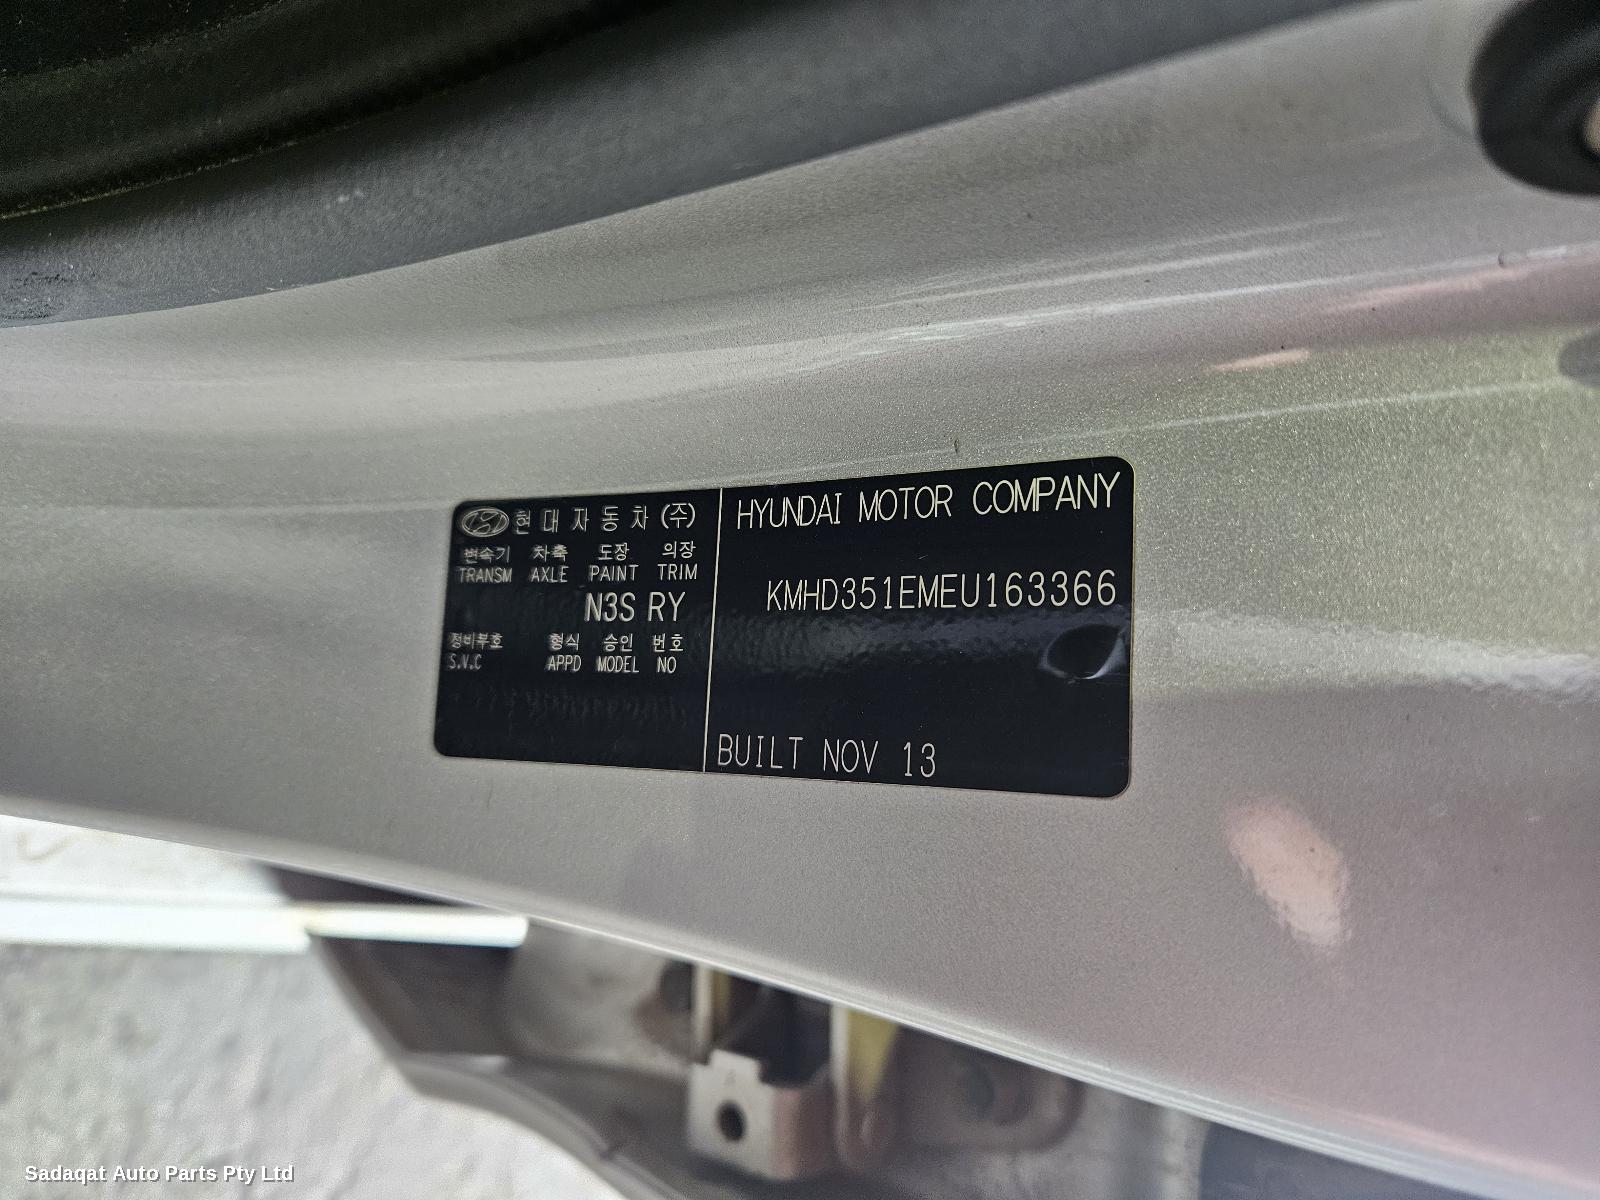 현대자동차(주)
변속기 차축 도장 의장
TRANSM AXLE PAINT TRIM
N3S RY
정비부호 형식 승인 번호
S.V.C APPD MODEL NO
HYUNDAI MOTOR COMPANY
KMHD351EMEU163366
BUILT NOV 13
Sadaqat Auto Parts Pty Ltd